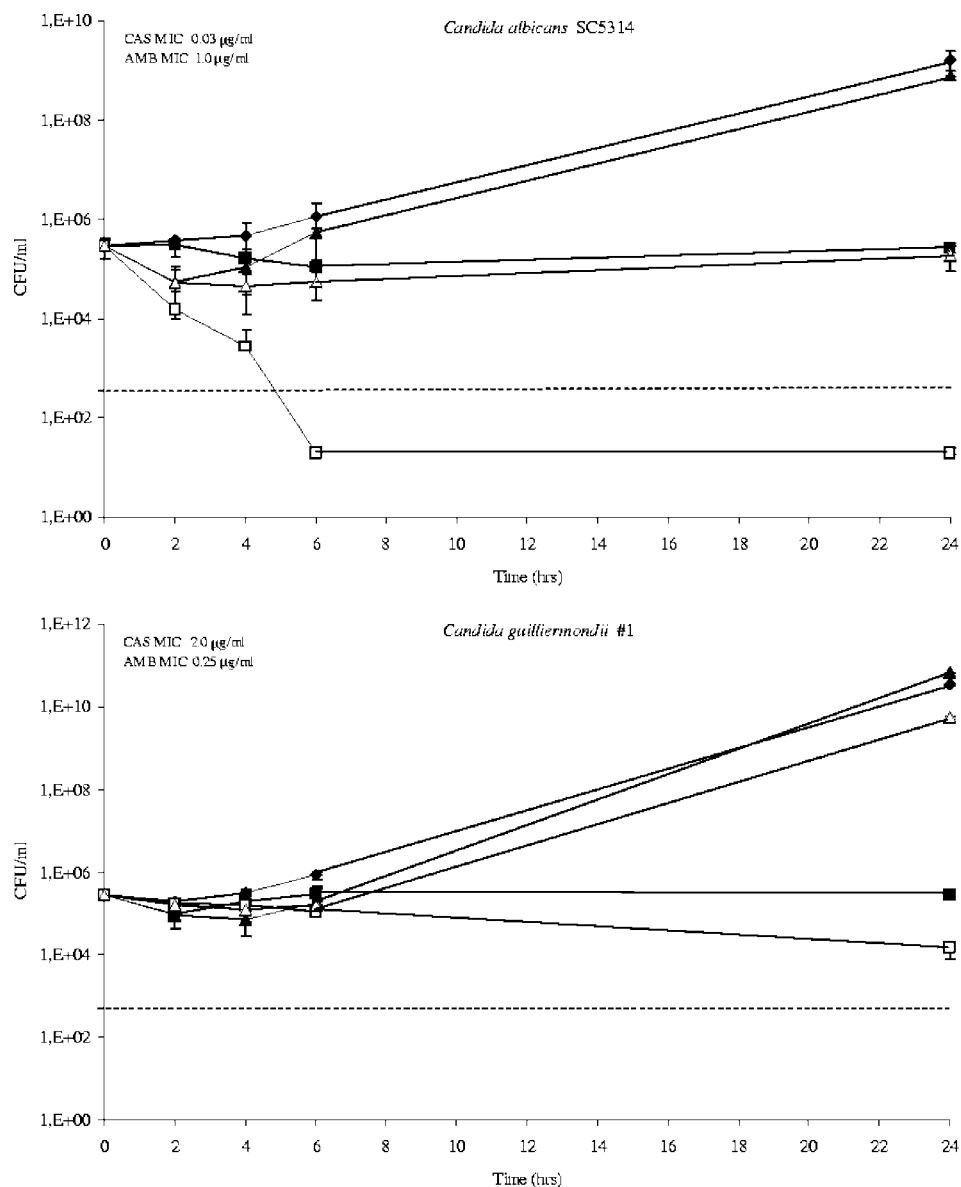 Candida albicans SC5314
CAS MIC 0.03 µg/ml
AMB MIC 1.0 µg/ml
1,E+10
1,E+08
1,E+06
1,E+04
1,E+02
1,E+00
CFU/ml
0 2 4 6 8 10 12 14 16 18 20 22 24
Time (hrs)
Candida guilliermondii #1
CAS MIC 2.0 µg/ml
AMB MIC 0.25 µg/ml
1,E+12
1,E+10
1,E+08
1,E+06
1,E+04
1,E+02
1,E+00
CFU/ml
0 2 4 6 8 10 12 14 16 18 20 22 24
Time (hrs)